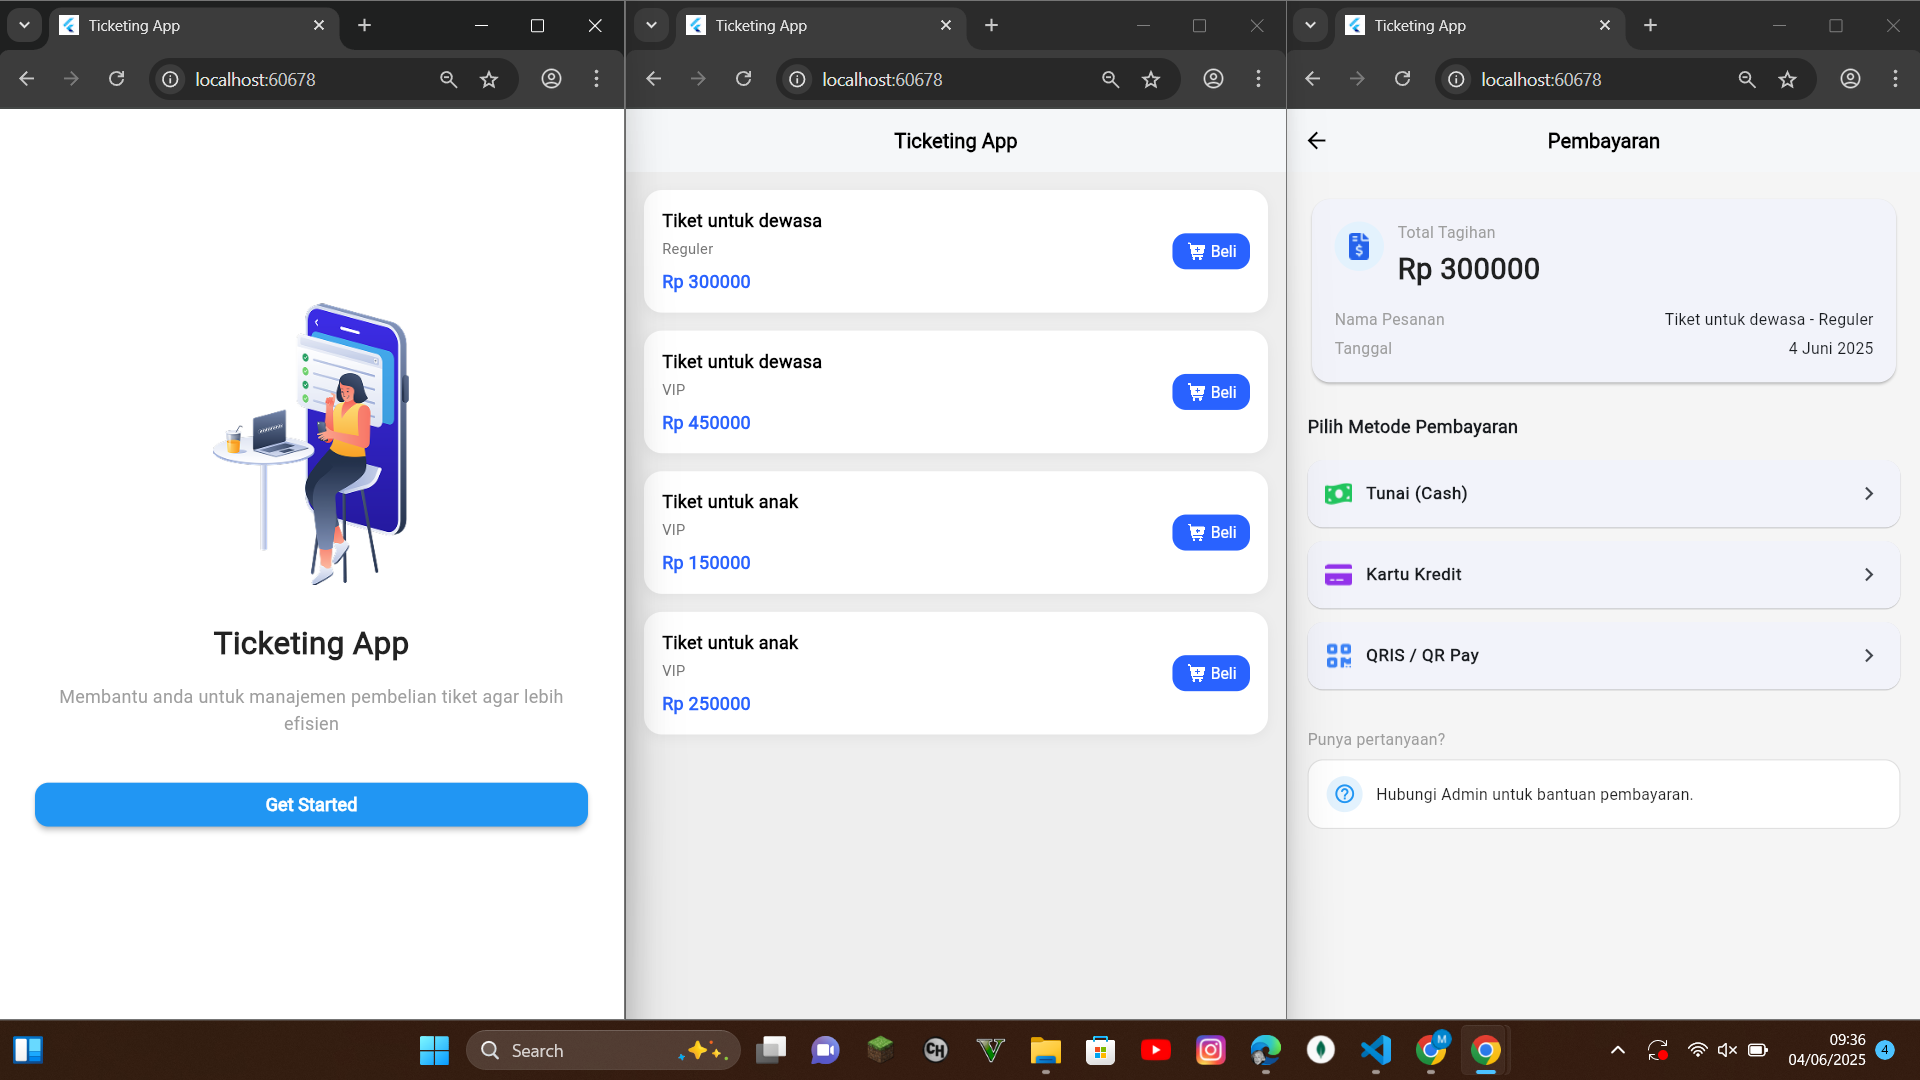 Ticketing App
localhost:60678
Ticketing App
Membantu anda untuk manajemen pembelian tiket agar lebih
efisien
Get Started
Ticketing App
localhost:60678
Ticketing App
Tiket untuk dewasa
Reguler
Rp 300000
Beli
Tiket untuk dewasa
VIP
Rp 450000
Beli
Tiket untuk anak
VIP
Rp 150000
Beli
Tiket untuk anak
VIP
Rp 250000
Beli
Ticketing App
localhost:60678
Pembayaran
Total Tagihan
Rp 300000
Nama Pesanan Tiket untuk dewasa - Reguler
Tanggal 4 Juni 2025
Pilih Metode Pembayaran
Tunai (Cash)
Kartu Kredit
QRIS / QR Pay
Punya pertanyaan?
Hubungi Admin untuk bantuan pembayaran.
Search
CH
V
M
09:36
04/06/2025
4